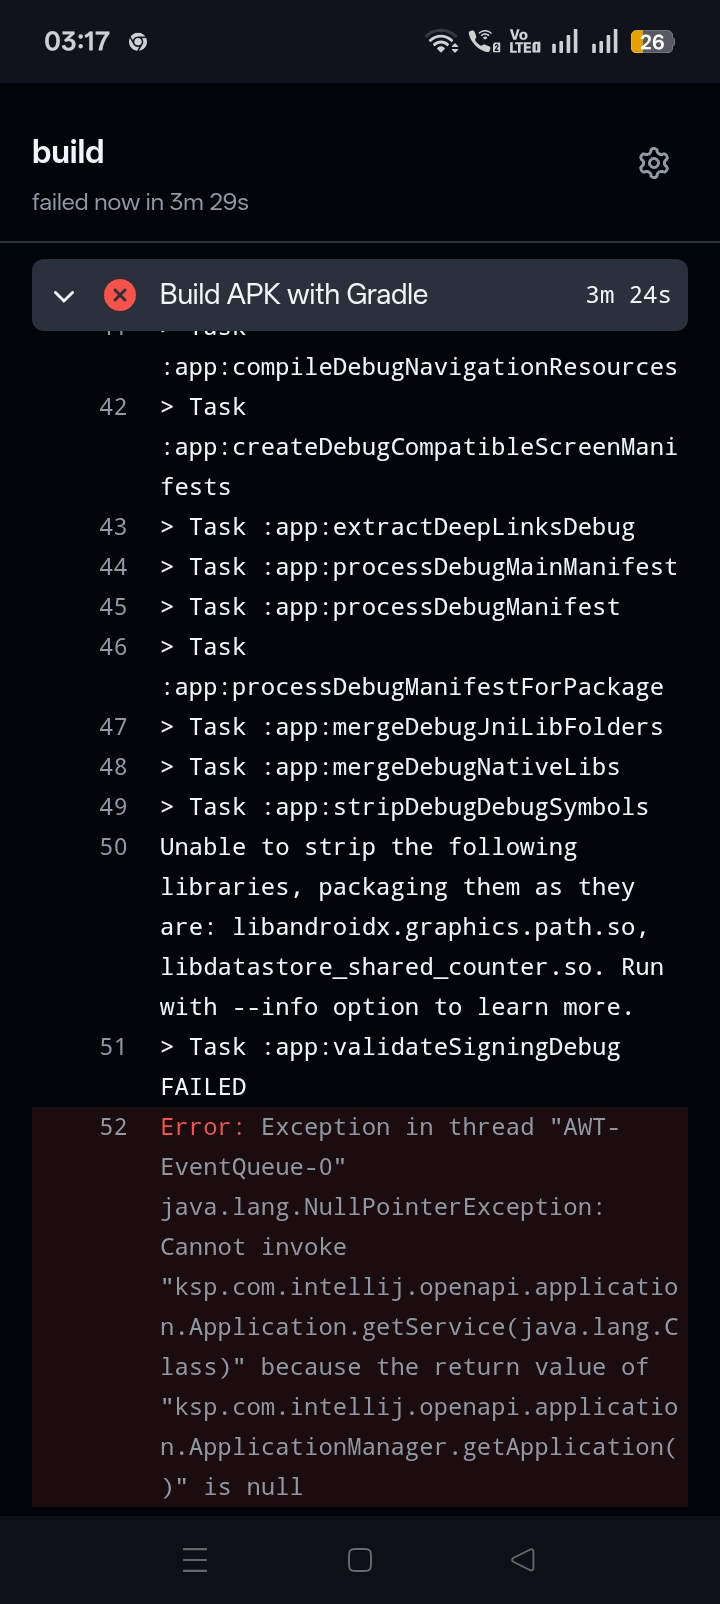 03:17
Vo
LTE
2
26
build
failed now in 3m 29s
Build APK with Gradle 3m 24s
:app:compileDebugNavigationResources
42 > Task
:app:createDebugCompatibleScreenMani
fests
43 > Task :app:extractDeepLinksDebug
44 > Task :app:processDebugMainManifest
45 > Task :app:processDebugManifest
46 > Task
:app:processDebugManifestForPackage
47 > Task :app:mergeDebugJniLibFolders
48 > Task :app:mergeDebugNativeLibs
49 > Task :app:stripDebugDebugSymbols
50 Unable to strip the following
libraries, packaging them as they
are: libandroidx.graphics.path.so,
libdatastore_shared_counter.so. Run
with --info option to learn more.
51 > Task :app:validateSigningDebug
FAILED
52 Error: Exception in thread "AWT-
EventQueue-0"
java.lang.NullPointerException:
Cannot invoke
"ksp.com.intellij.openapi.applicatio
n.Application.getService(java.lang.C
lass)" because the return value of
"ksp.com.intellij.openapi.applicatio
n.ApplicationManager.getApplication(
)" is null